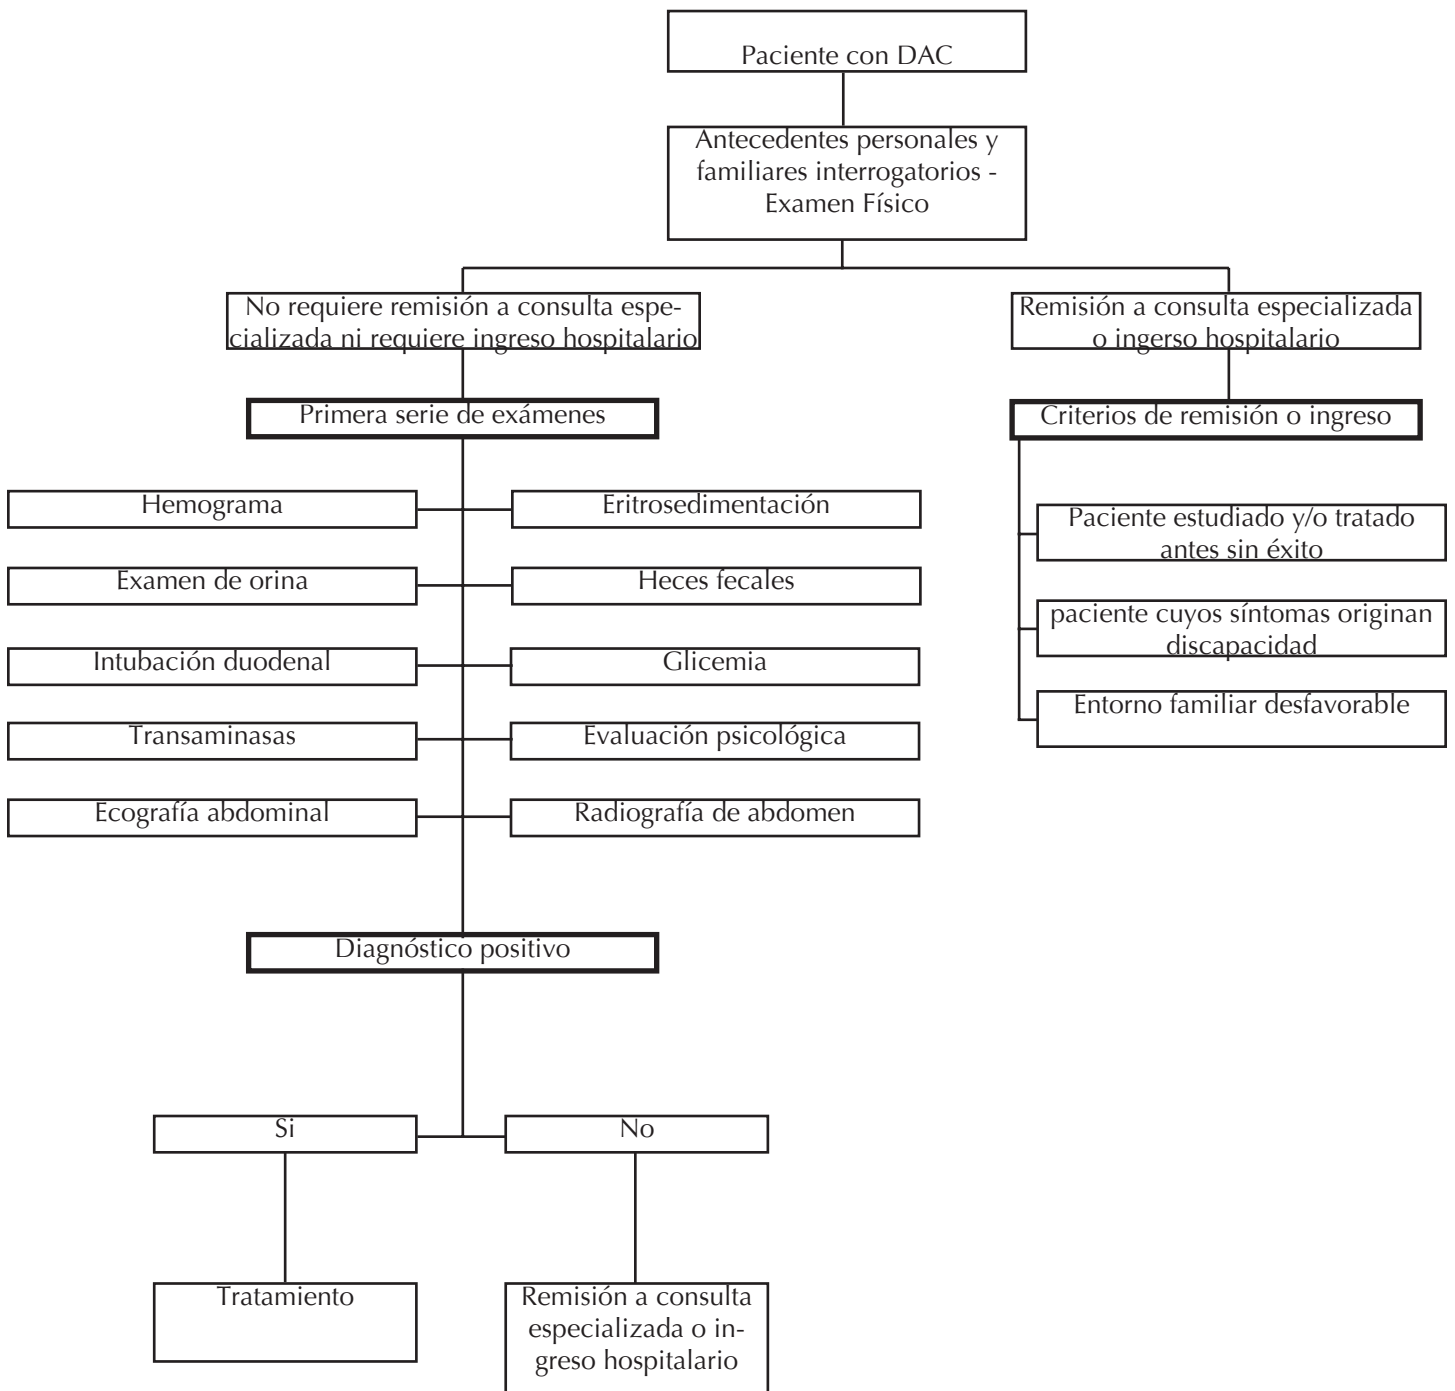 Paciente con DAC
Antecedentes personales y
familiares interrogatorios -
Examen Físico
No requiere remisión a consulta espe-
cializada ni requiere ingreso hospitalario
Remisión a consulta especializada
o ingerso hospitalario
Primera serie de exámenes
Criterios de remisión o ingreso
Hemograma
Eritrosedimentación
Examen de orina
Heces fecales
Intubación duodenal
Glicemia
Transaminasas
Evaluación psicológica
Ecografía abdominal
Radiografía de abdomen
Paciente estudiado y/o tratado
antes sin éxito
paciente cuyos síntomas originan
discapacidad
Entorno familiar desfavorable
Diagnóstico positivo
Si
No
Tratamiento
Remisión a consulta
especializada o in-
greso hospitalario